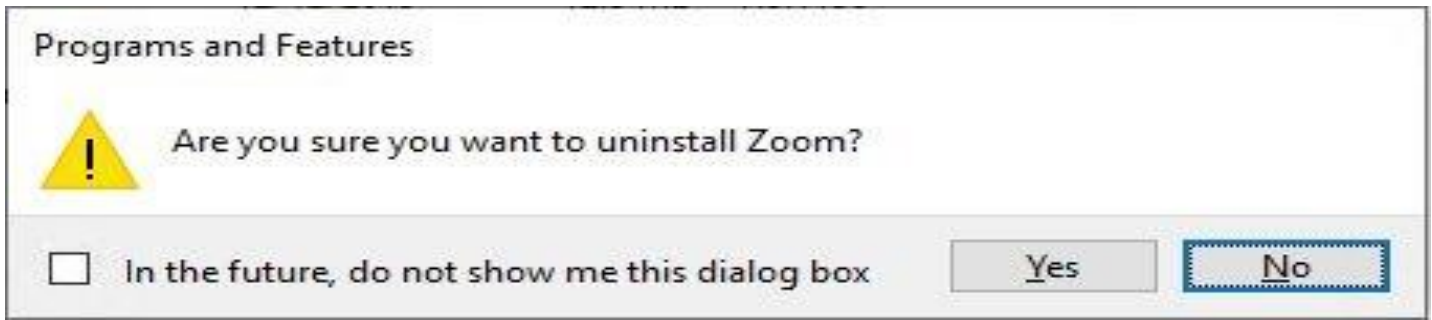 Programs and Features
Are you sure you want to uninstall Zoom?
In the future, do not show me this dialog box
Yes
No